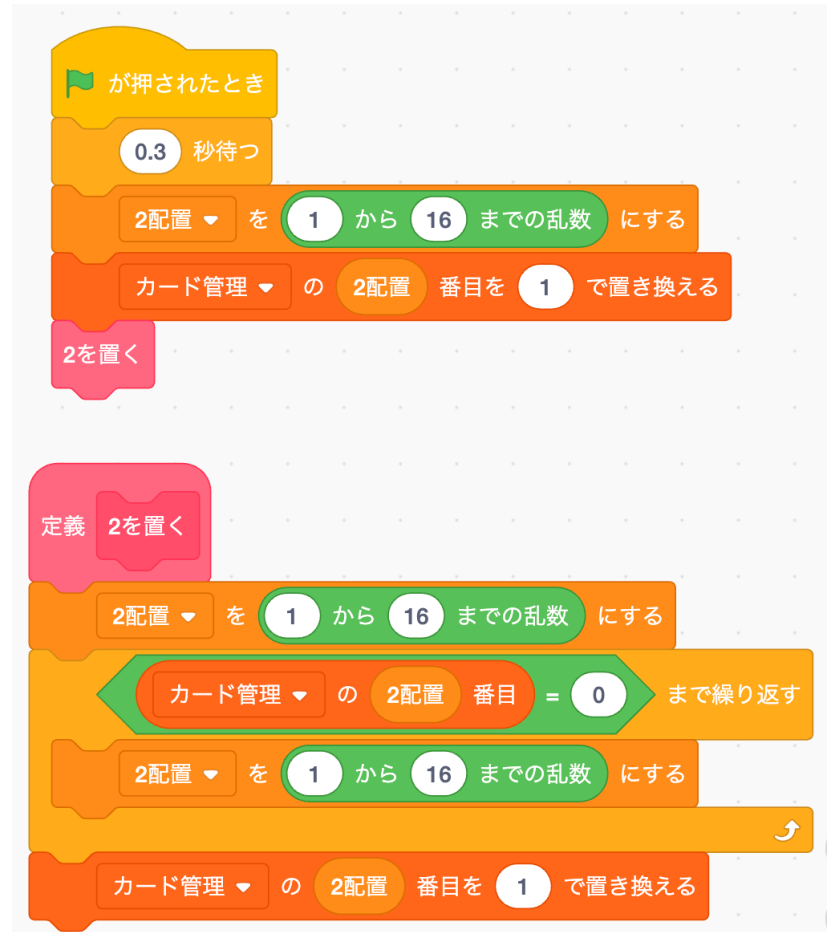 が押されたとき
0.3 秒待つ
2配置 を 1 から 16 までの乱数 にする
カード管理 の 2配置 番目を 1 で置き換える
2を置く
定義 2を置く
2配置 を 1 から 16 までの乱数 にする
カード管理 の 2配置 番目 = 0 まで繰り返す
2配置 を 1 から 16 までの乱数 にする
カード管理 の 2配置 番目を 1 で置き換える